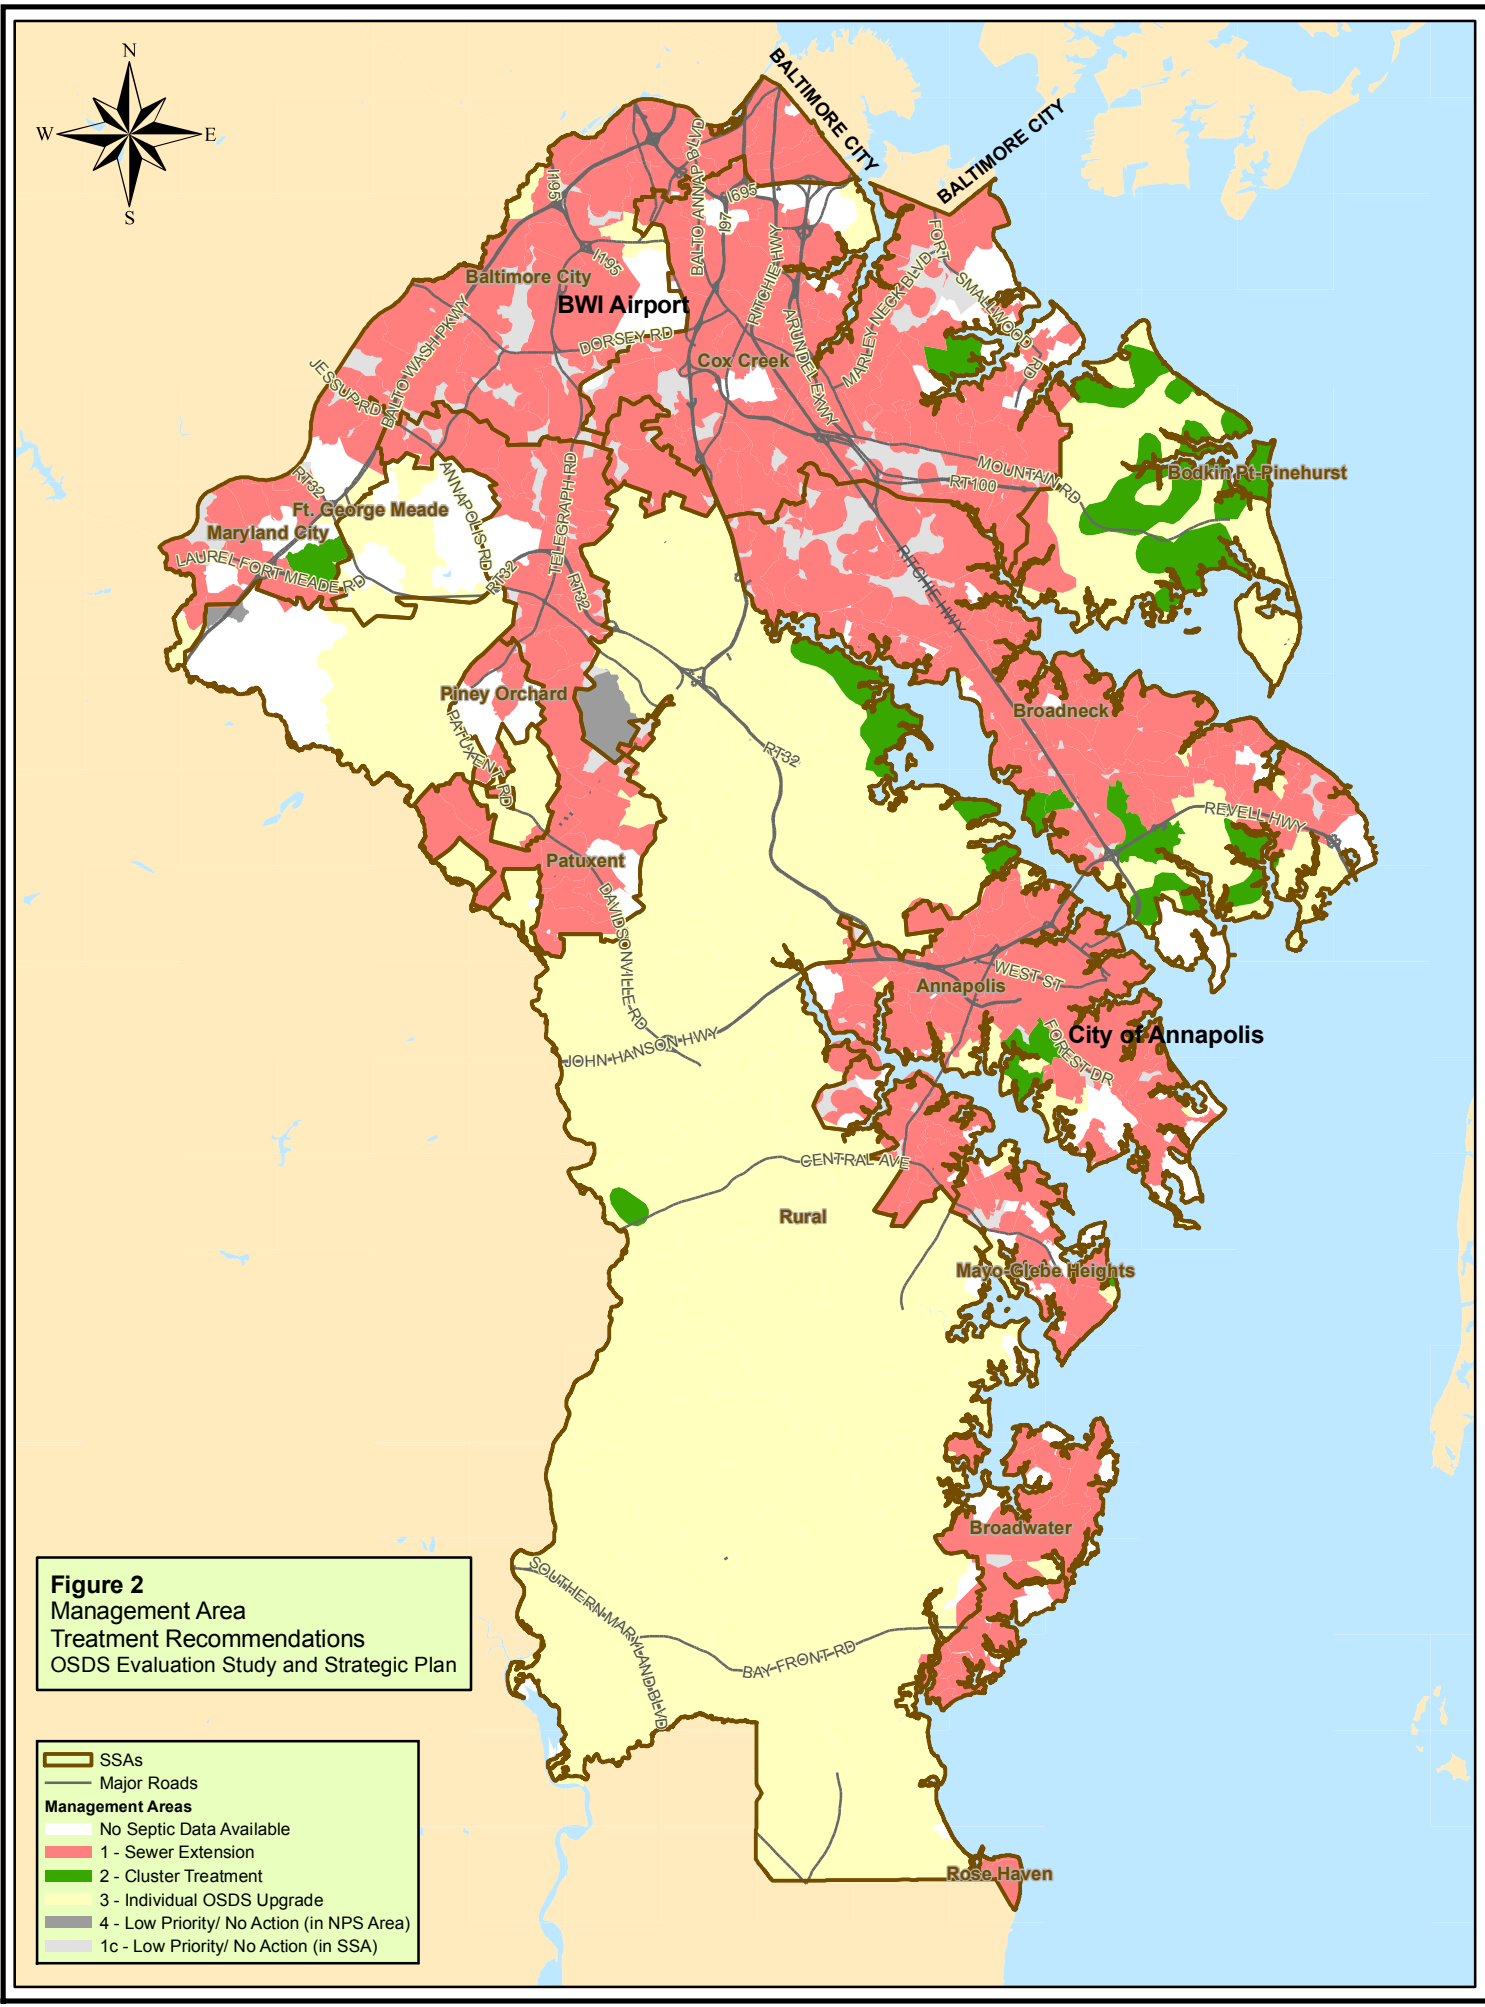 N
W
E
S
BALTIMORE CITY
BALTIMORE CITY
I195
BALTO-ANNAP-BLVD
I695
I97
I195
RITCHIE HWY
Baltimore City
BWI Airport
FORT SMALLWOOD RD
MARLEY NECK BLVD
DORSEY RD
ARUNDEL EXWY
Cox Creek
BALTO WASH PKWY
JESSUP RD
MOUNTAIN RD
RT100
Bodkin Pt-Pinehurst
ANNAPOLIS RD
TELEGRAPH RD
RT32
Ft. George Meade
Maryland City
LAUREL FORT MEADE RD
RT32
RT32
RITCHIE HWY
Piney Orchard
Broadneck
PATUXENT RD
RT32
REVELL HWY
Patuxent
DAVIDSONVILLE RD
WEST ST
Annapolis
City of Annapolis
FOREST DR
JOHN HANSON HWY
CENTRAL AVE
Rural
Mayo-Glebe Heights
Broadwater
SOUTHERN MARYLAND BLVD
BAY FRONT RD
Rose Haven
Figure 2
Management Area
Treatment Recommendations
OSDS Evaluation Study and Strategic Plan
SSAs
Major Roads
Management Areas
No Septic Data Available
1 - Sewer Extension
2 - Cluster Treatment
3 - Individual OSDS Upgrade
4 - Low Priority/ No Action (in NPS Area)
1c - Low Priority/ No Action (in SSA)